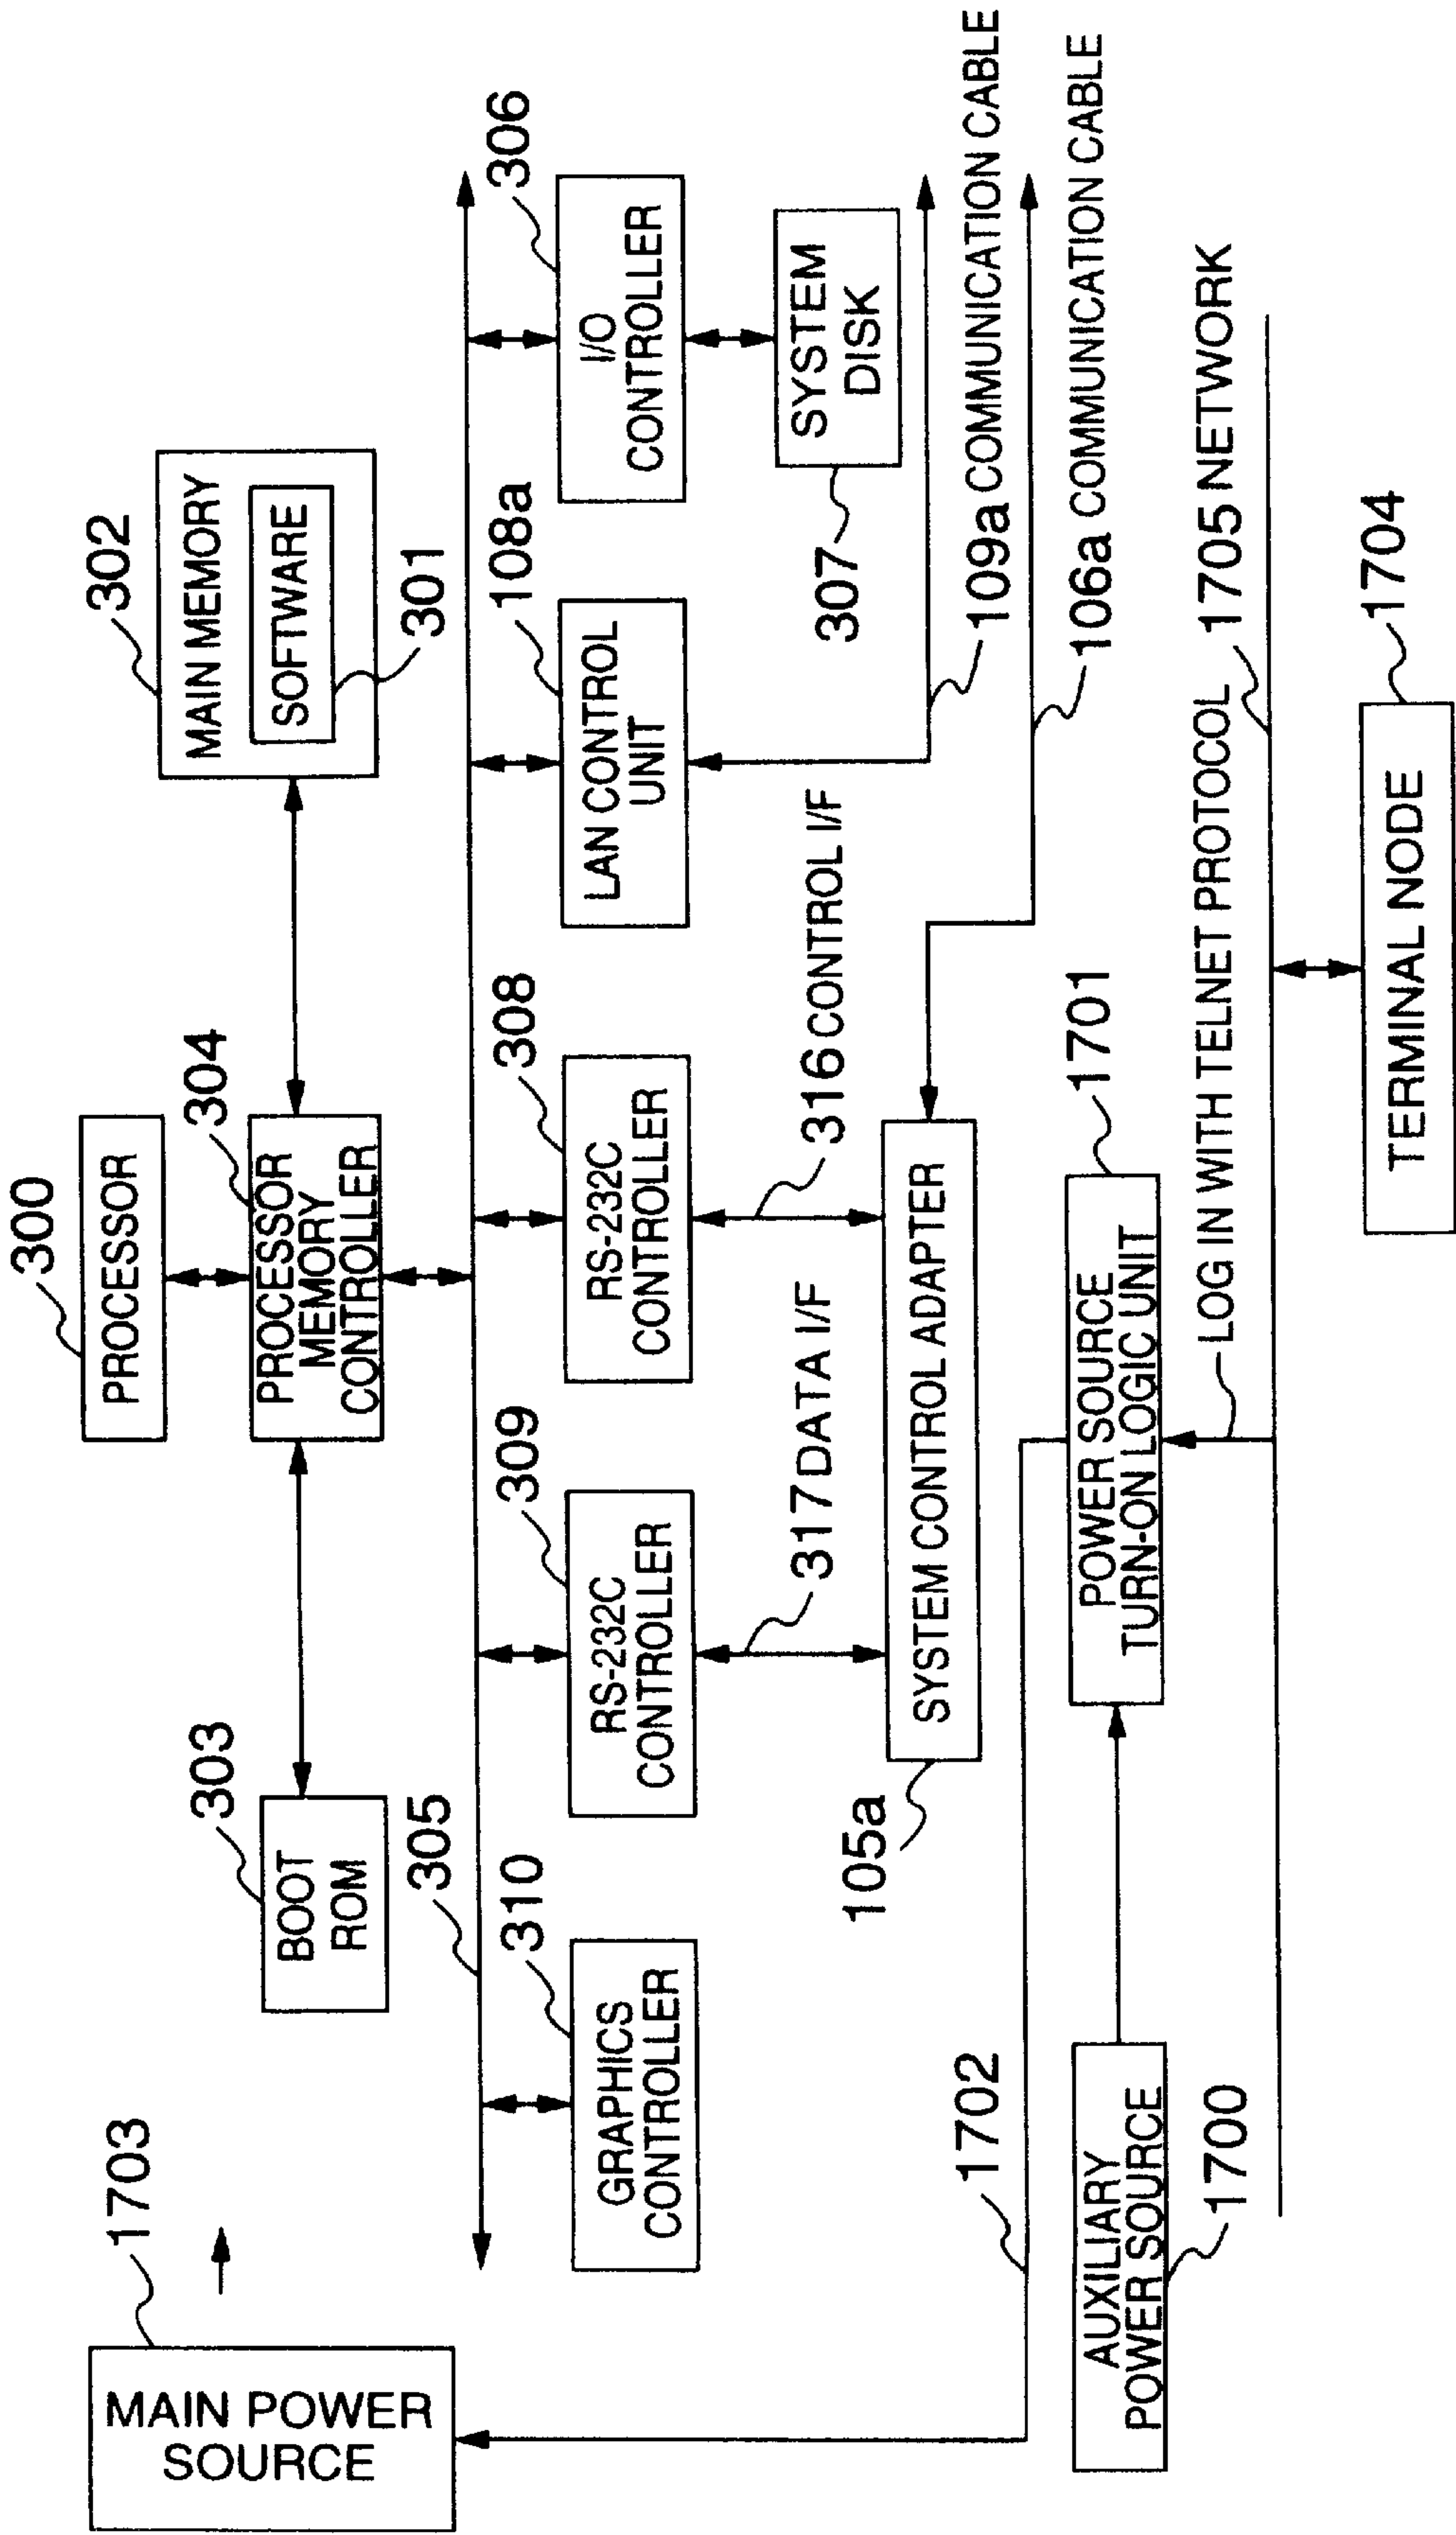 300
PROCESSOR
302
MAIN MEMORY
SOFTWARE
301
304
PROCESSOR
MEMORY
CONTROLLER
303
BOOT
ROM
1703
MAIN POWER
SOURCE
305
306
I/O
CONTROLLER
108a
LAN CONTROL
UNIT
308
RS-232C
CONTROLLER
309
RS-232C
CONTROLLER
310
GRAPHICS
CONTROLLER
SYSTEM
DISK
307
316 CONTROL I/F
317 DATA I/F
SYSTEM CONTROL ADAPTER
105a
109a COMMUNICATION CABLE
106a COMMUNICATION CABLE
1702
1701
POWER SOURCE
TURN-ON LOGIC UNIT
AUXILIARY
POWER SOURCE
1700
LOG IN WITH TELNET PROTOCOL
1705 NETWORK
1704
TERMINAL NODE